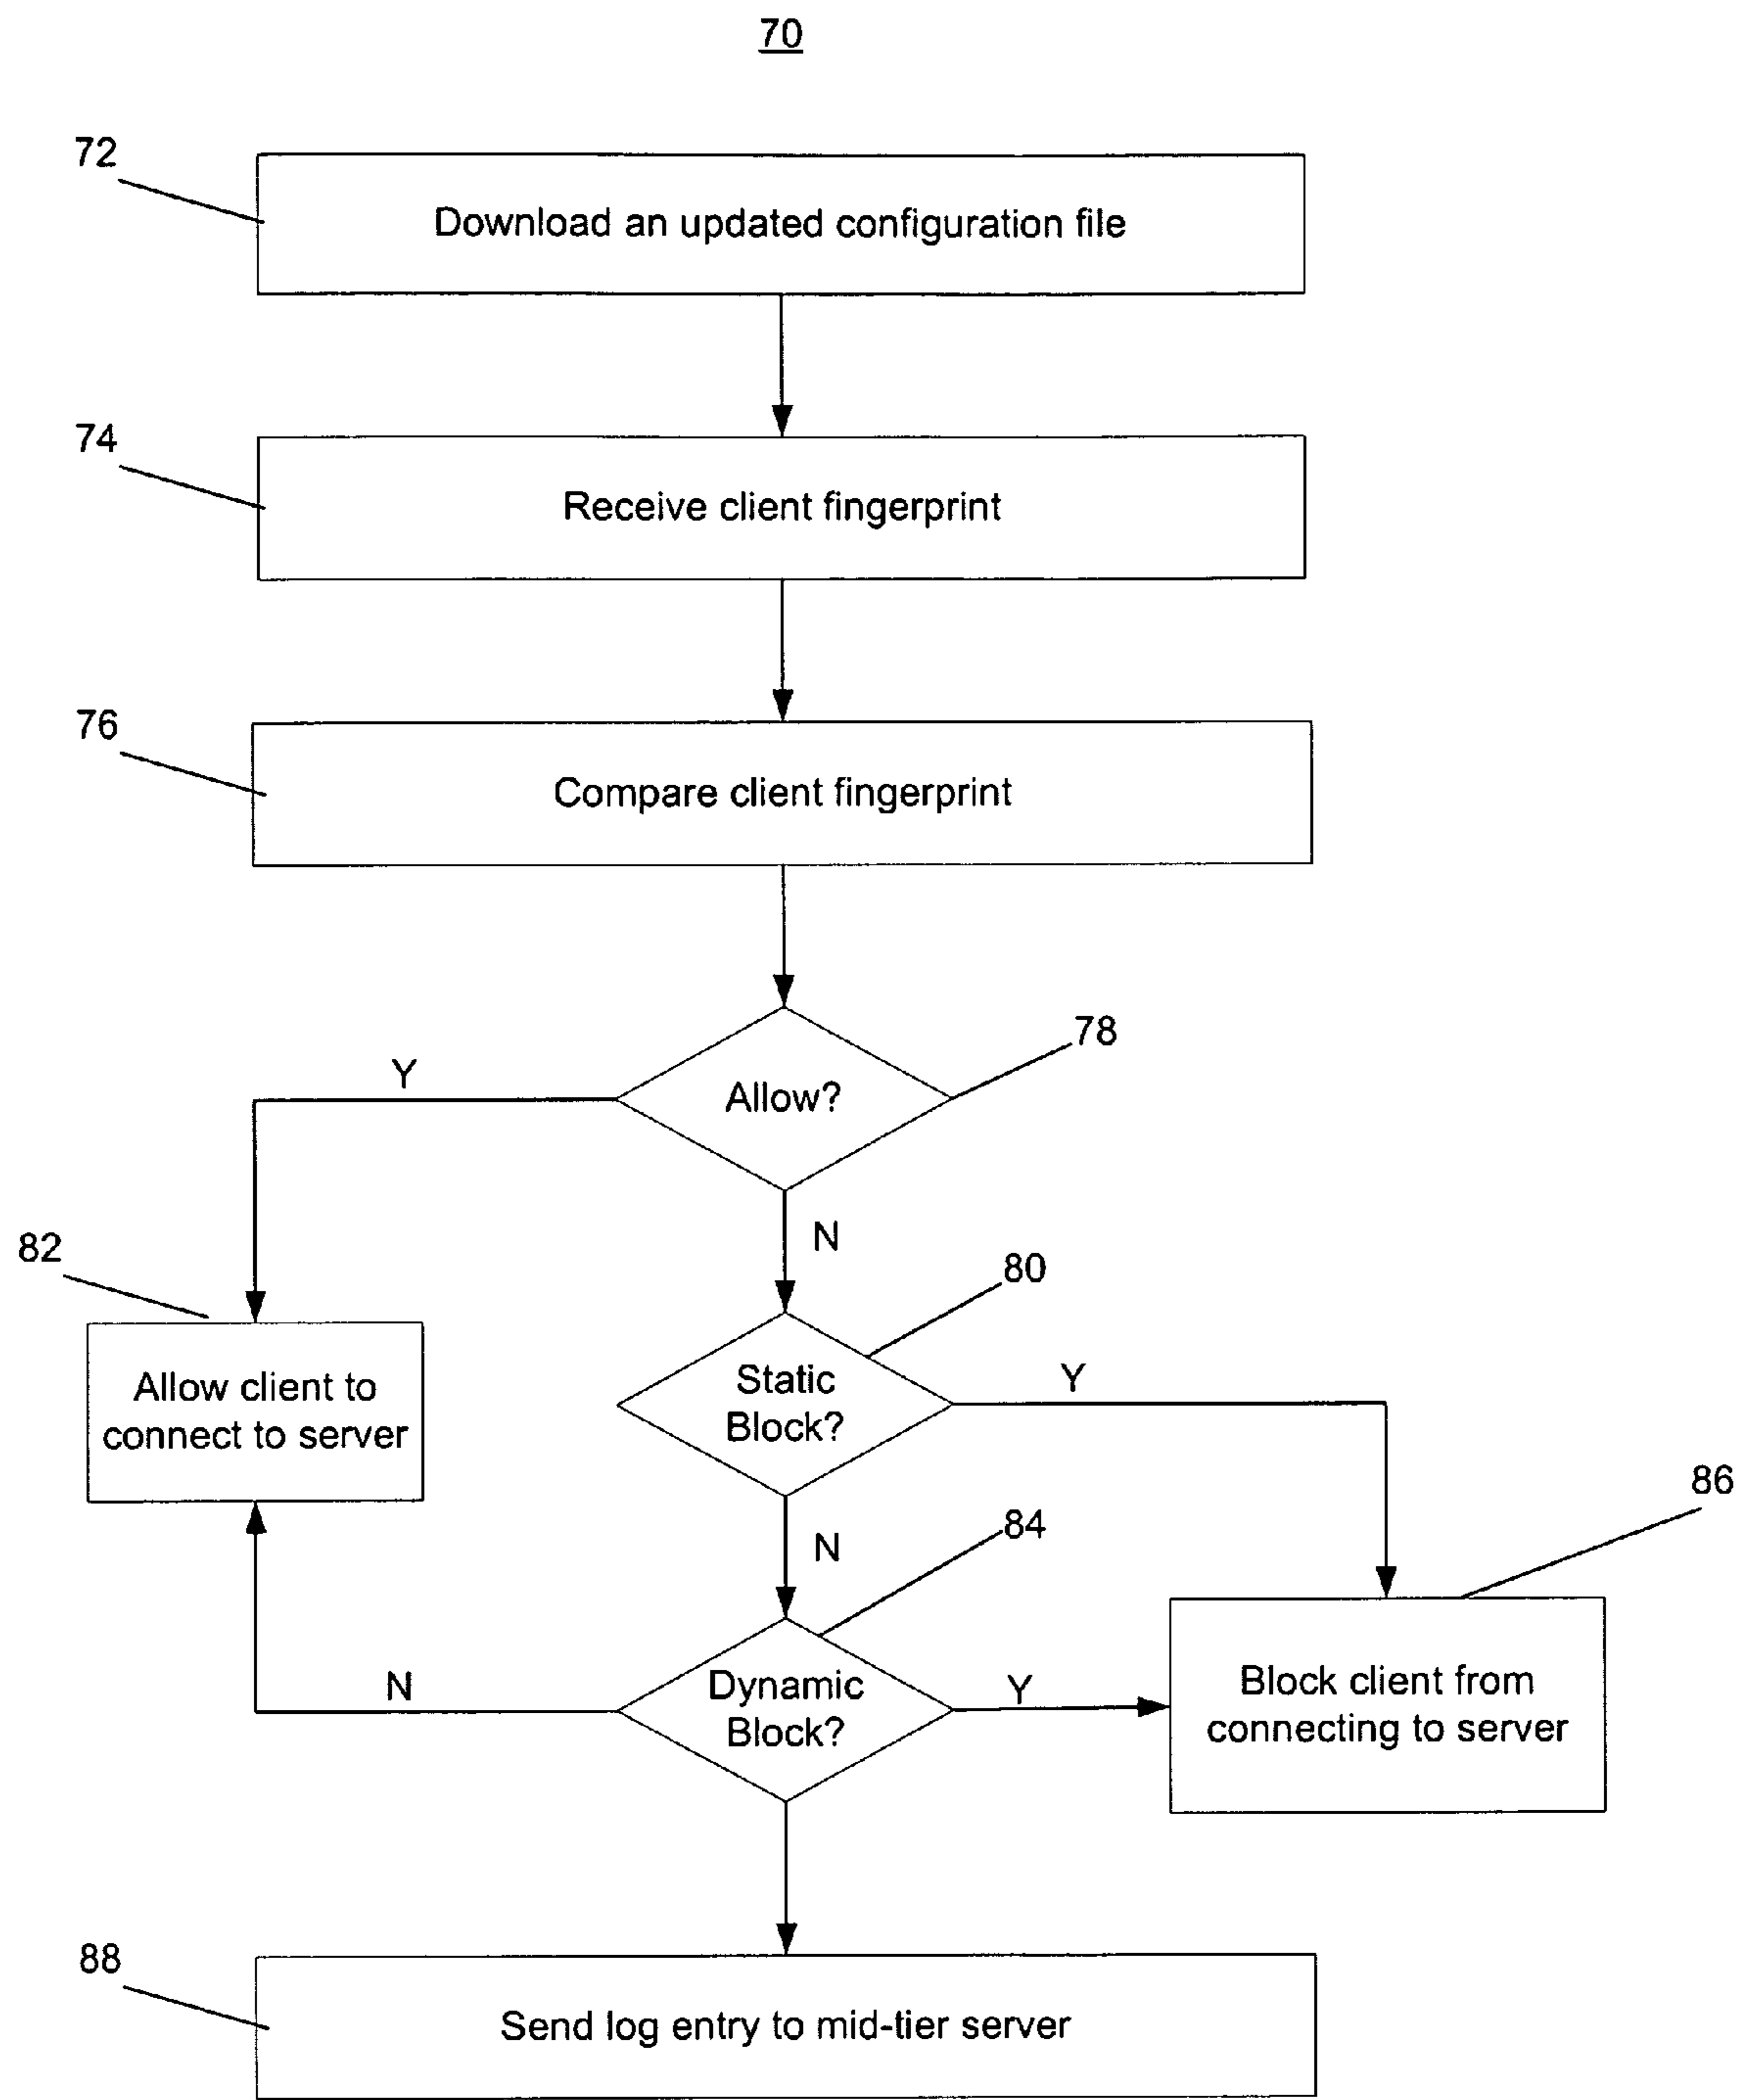 70
72
Download an updated configuration file
74
Receive client fingerprint
76
Compare client fingerprint
78
Allow?
Y
N
82
80
Allow client to
connect to server
Static
Block?
Y
86
N
84
Dynamic
Block?
N
Y
Block client from
connecting to server
88
Send log entry to mid-tier server